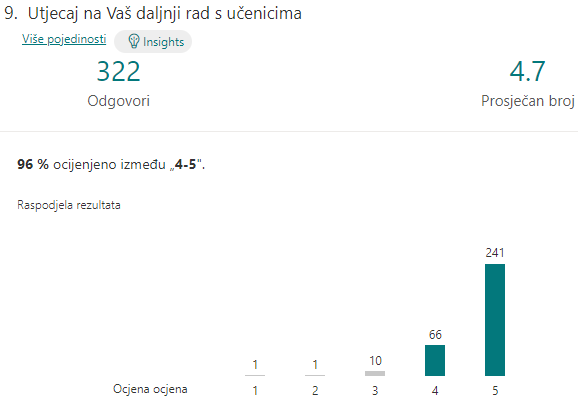 9. Utjecaj na Vaš daljnji rad s učenicima
Više pojedinosti
Insights
322
4.7
Odgovori
Prosječan broj
96 % ocijenjeno između „4-5“.
Raspodjela rezultata
241
66
10
1
1
Ocjena ocjena 1 2 3 4 5